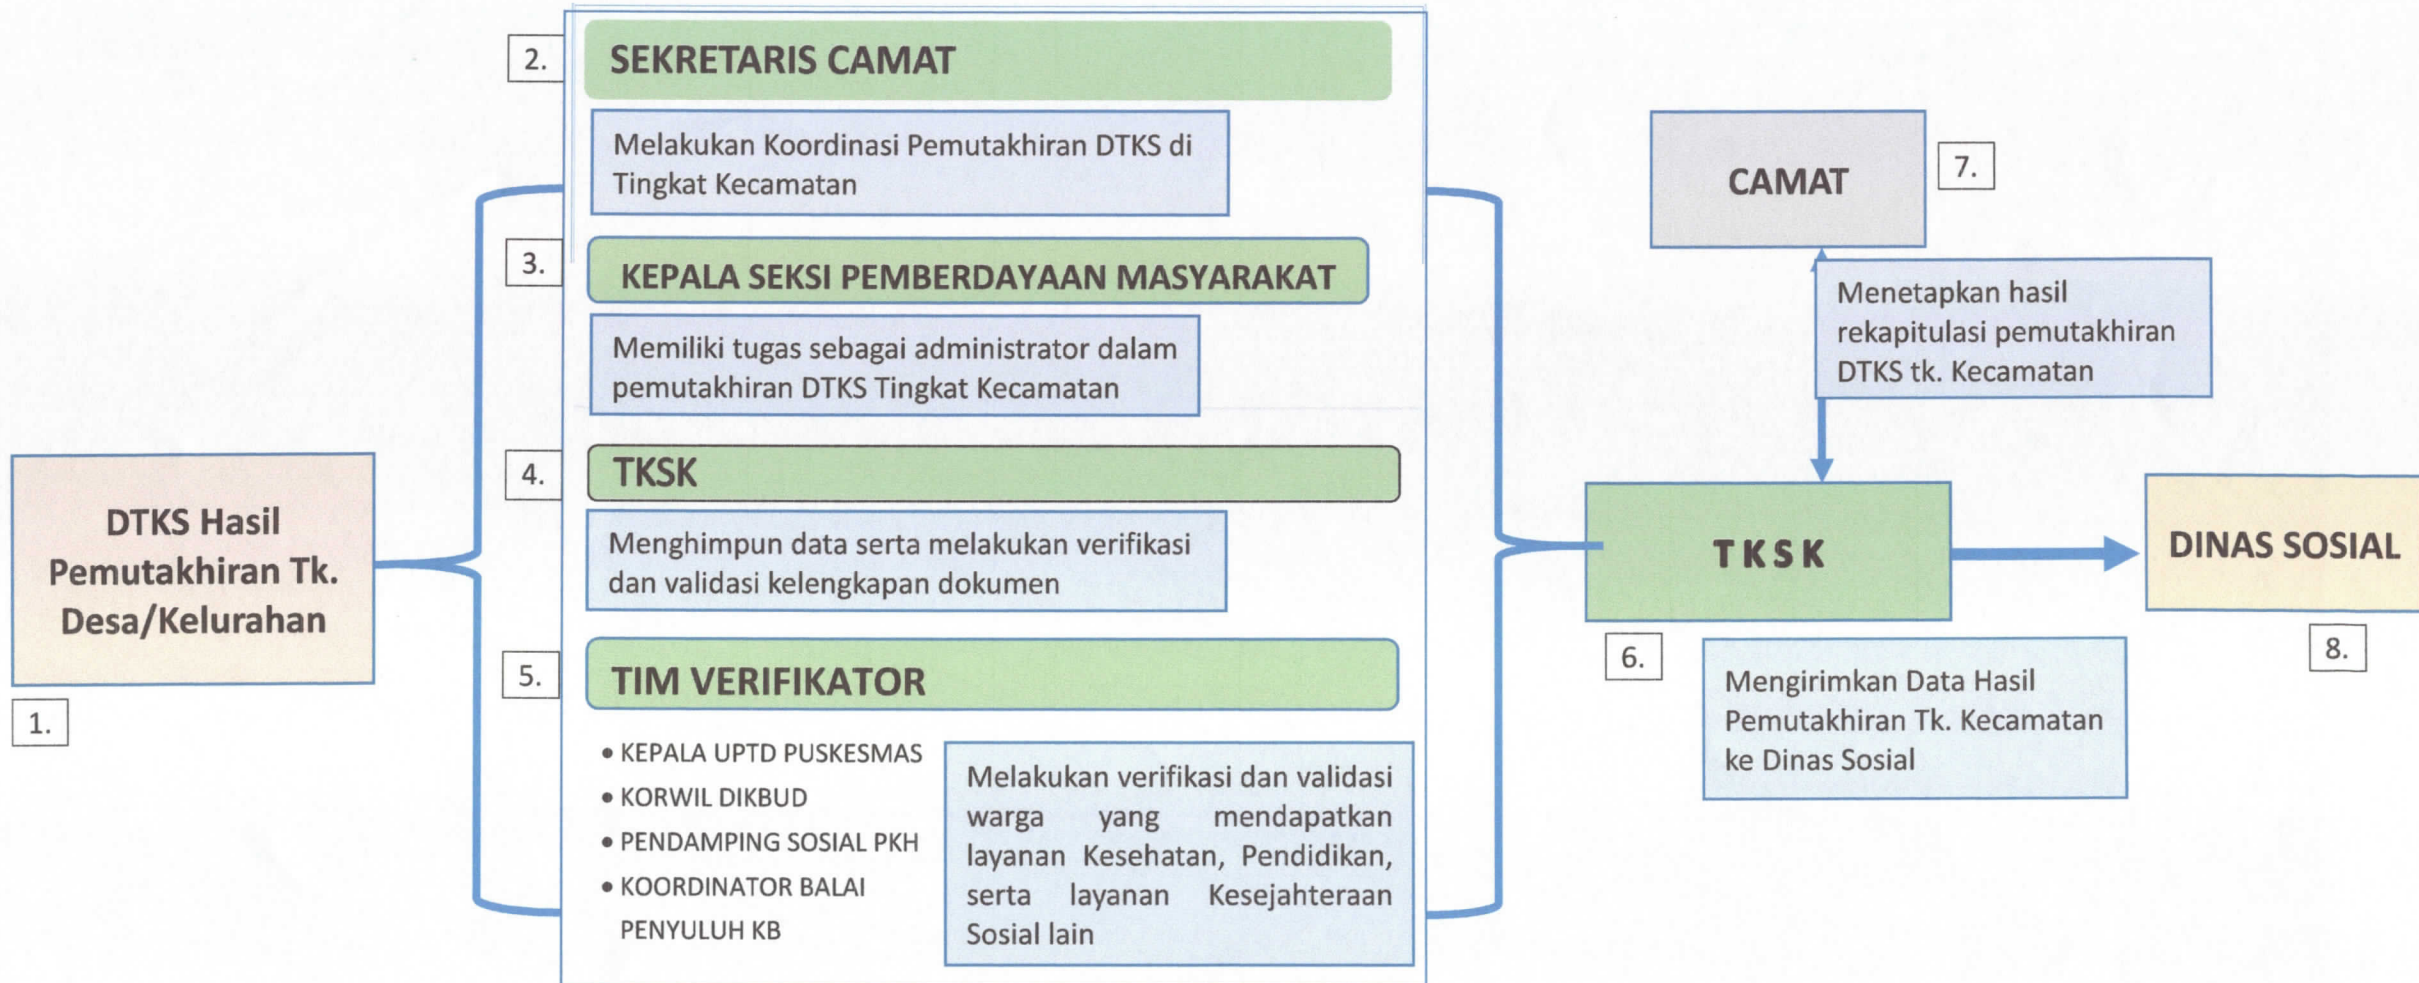 2.
SEKRETARIS CAMAT
Melakukan Koordinasi Pemutakhiran DTKS di
Tingkat Kecamatan
3.
KEPALA SEKSI PEMBERDAYAAN MASYARAKAT
Memiliki tugas sebagai administrator dalam
pemutakhiran DTKS Tingkat Kecamatan
4.
TKSK
Menghimpun data serta melakukan verifikasi
dan validasi kelengkapan dokumen
DTKS Hasil
Pemutakhiran Tk.
Desa/Kelurahan
1.
5.
TIM VERIFIKATOR
• KEPALA UPTD PUSKESMAS
• KORWIL DIKBUD
• PENDAMPING SOSIAL PKH
• KOORDINATOR BALAI
PENYULUH KB
Melakukan verifikasi dan validasi
warga yang mendapatkan
layanan Kesehatan, Pendidikan,
serta layanan Kesejahteraan
Sosial lain
CAMAT
7.
Menetapkan hasil
rekapitulasi pemutakhiran
DTKS tk. Kecamatan
T K S K
6.
Mengirimkan Data Hasil
Pemutakhiran Tk. Kecamatan
ke Dinas Sosial
DINAS SOSIAL
8.